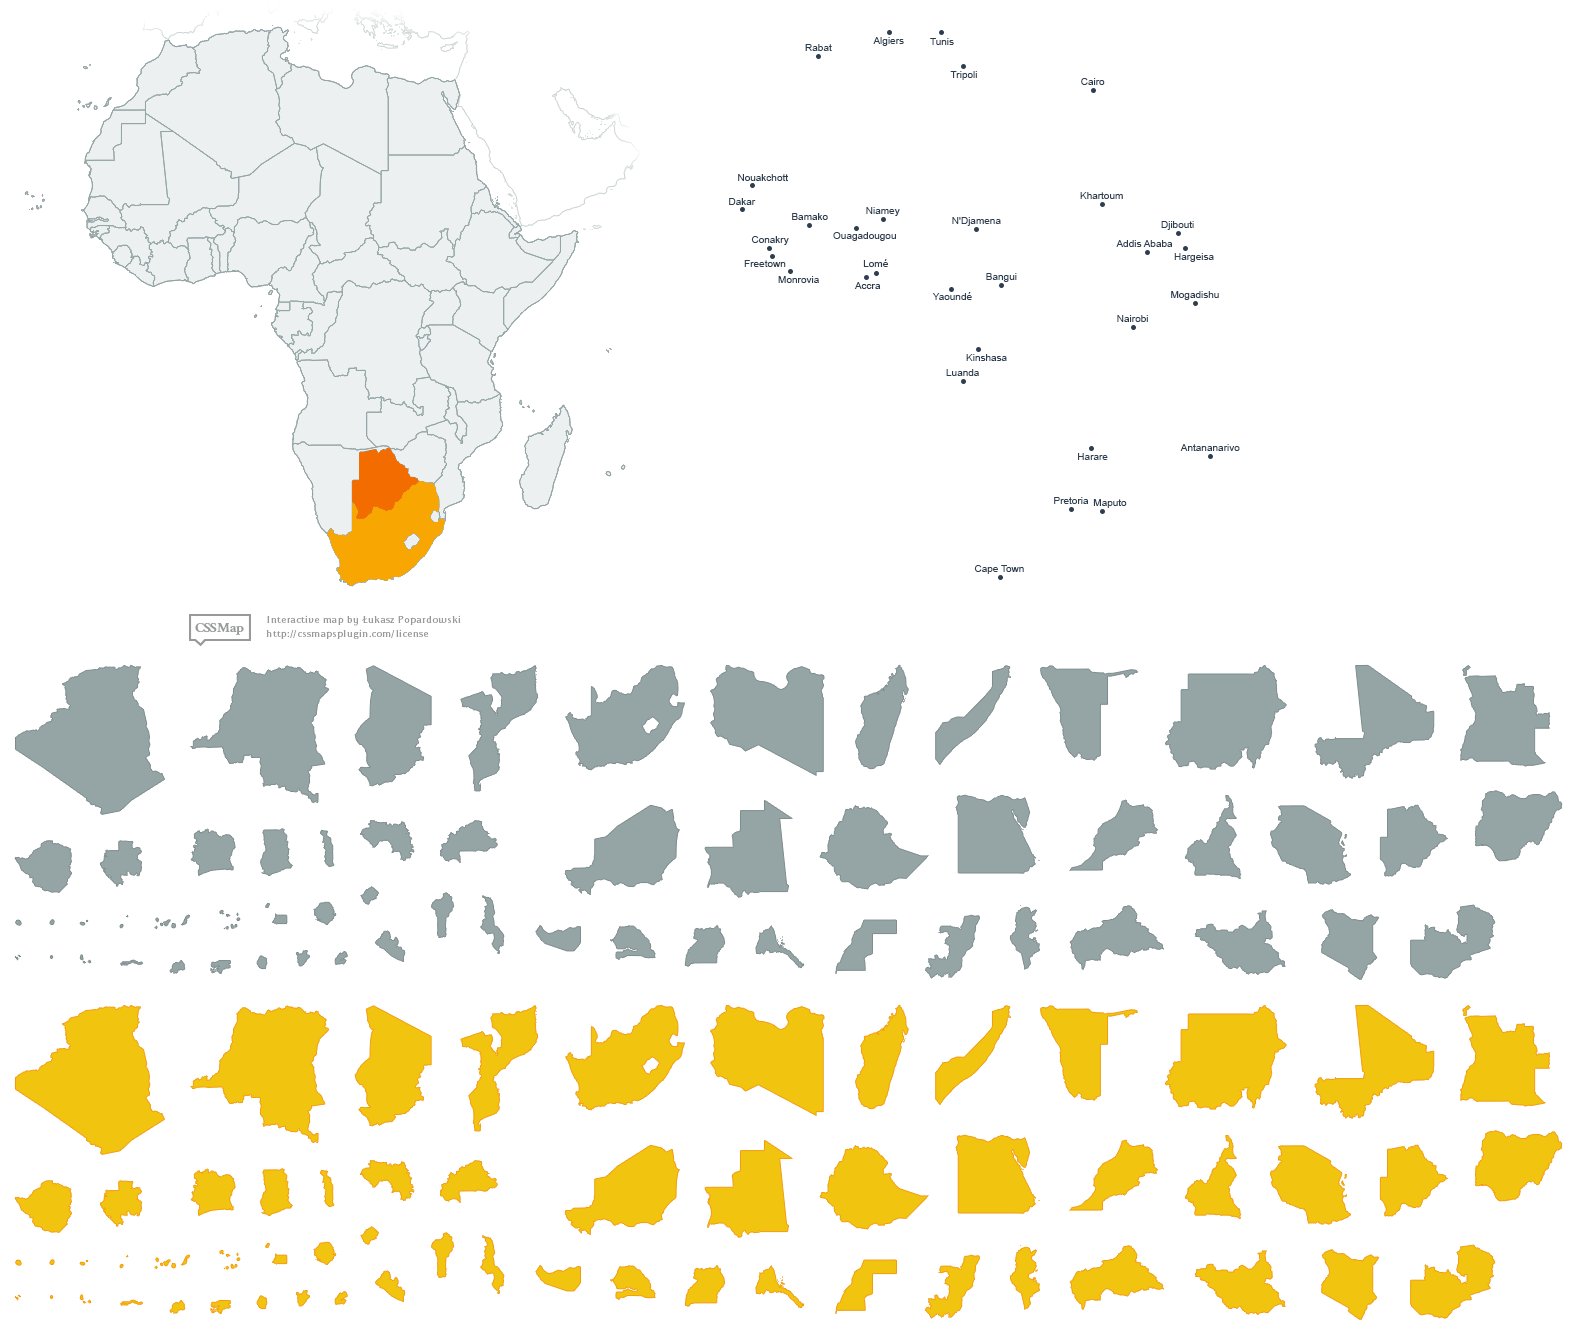 Rabat
Algiers
Tunis
Tripoli
Cairo
Nouakchott
Dakar
Bamako
Niamey
Ouagadougou
N'Djamena
Khartoum
Djibouti
Addis Ababa
Hargeisa
Conakry
Freetown
Monrovia
Lomé
Accra
Yaoundé
Bangui
Mogadishu
Nairobi
Kinshasa
Luanda
Harare
Antananarivo
Pretoria
Maputo
Cape Town
CSSMap
Interactive map by Łukasz Popardowski
http://cssmapsplugin.com/license